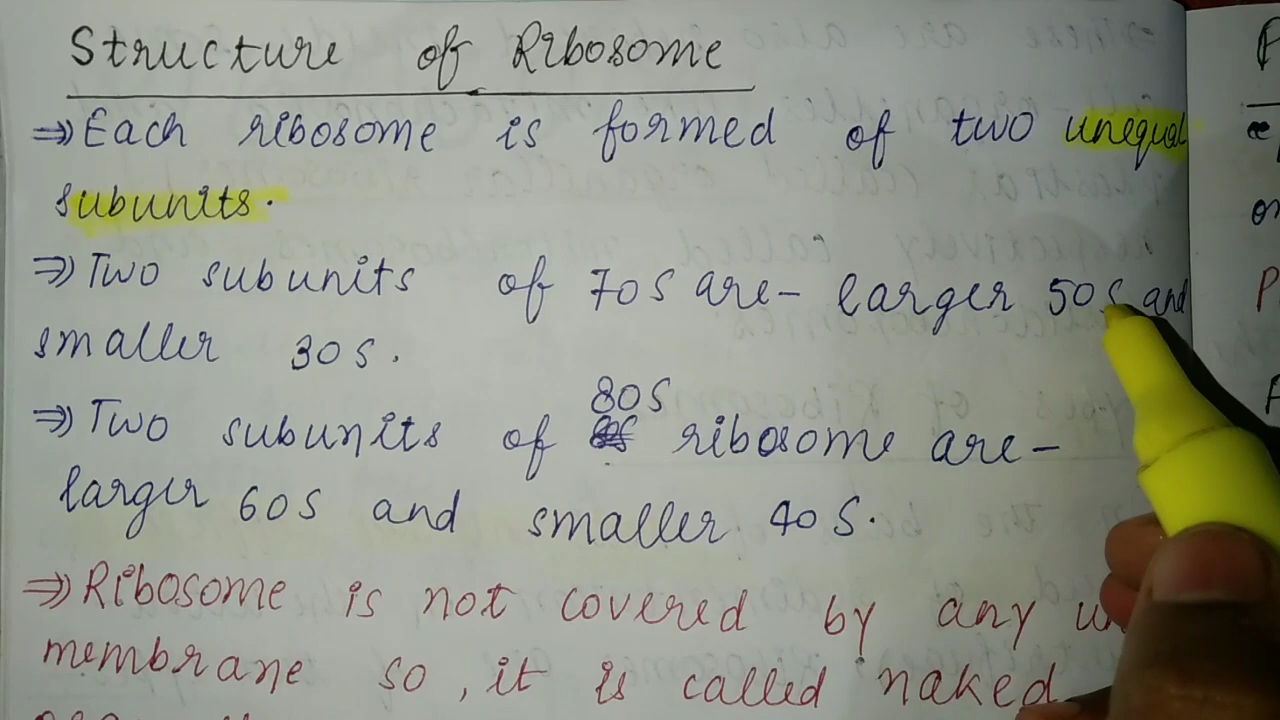 Structure of Ribosome
⇒ Each ribosome is formed of two unequal
subunits.
⇒ Two subunits of 70S are- larger 50S and
smaller 30S.
80S
⇒ Two subunits of ribosome are-
larger 60S and smaller 40S.
⇒ Ribosome is not covered by any
membrane so, it is called naked